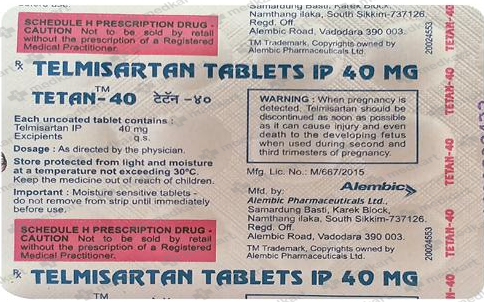 before use.
SCHEDULE H PRESCRIPTION DRUG -
CAUTION Not to be sold by retail
without the prescription of a Registered
Medical Practitioner.
Samardung Basti, Karek Block,
Namthang ilaka, South Sikkim-737126.
Regd. Off.
Alembic Road, Vadodara 390 003.
TM Trademark, Copyrights owned by
Alembic Pharmaceuticals Ltd.
20024553
TETAN-40
℞ TELMISARTAN TABLETS IP 40 MG
TETAN™-40 टेटॅन -४०
Each uncoated tablet contains :
Telmisartan IP 40 mg
Excipients q.s.
Dosage : As directed by the physician.
Store protected from light and moisture
at a temperature not exceeding 30°C.
Keep the medicine out of reach of children.
Important : Moisture sensitive tablets -
do not remove from strip until immediately
before use.
WARNING : When pregnancy is
detected, Telmisartan should be
discontinued as soon as possible
as it can cause injury and even
death to the developing fetus
when used during second and
third trimesters of pregnancy.
Mfg. Lic. No.: M/667/2015
Mfd. by: Alembic
Alembic Pharmaceuticals Ltd.,
Samardung Basti, Karek Block,
Namthang ilaka, South Sikkim-737126.
Regd. Off.
Alembic Road, Vadodara 390 003.
TM Trademark, Copyrights owned by
Alembic Pharmaceuticals Ltd.
20024553
TETAN-40
TETAN-40
SCHEDULE H PRESCRIPTION DRUG -
CAUTION Not to be sold by retail
without the prescription of a Registered
Medical Practitioner.
℞ TELMISARTAN TABLETS IP 40 MG
TM